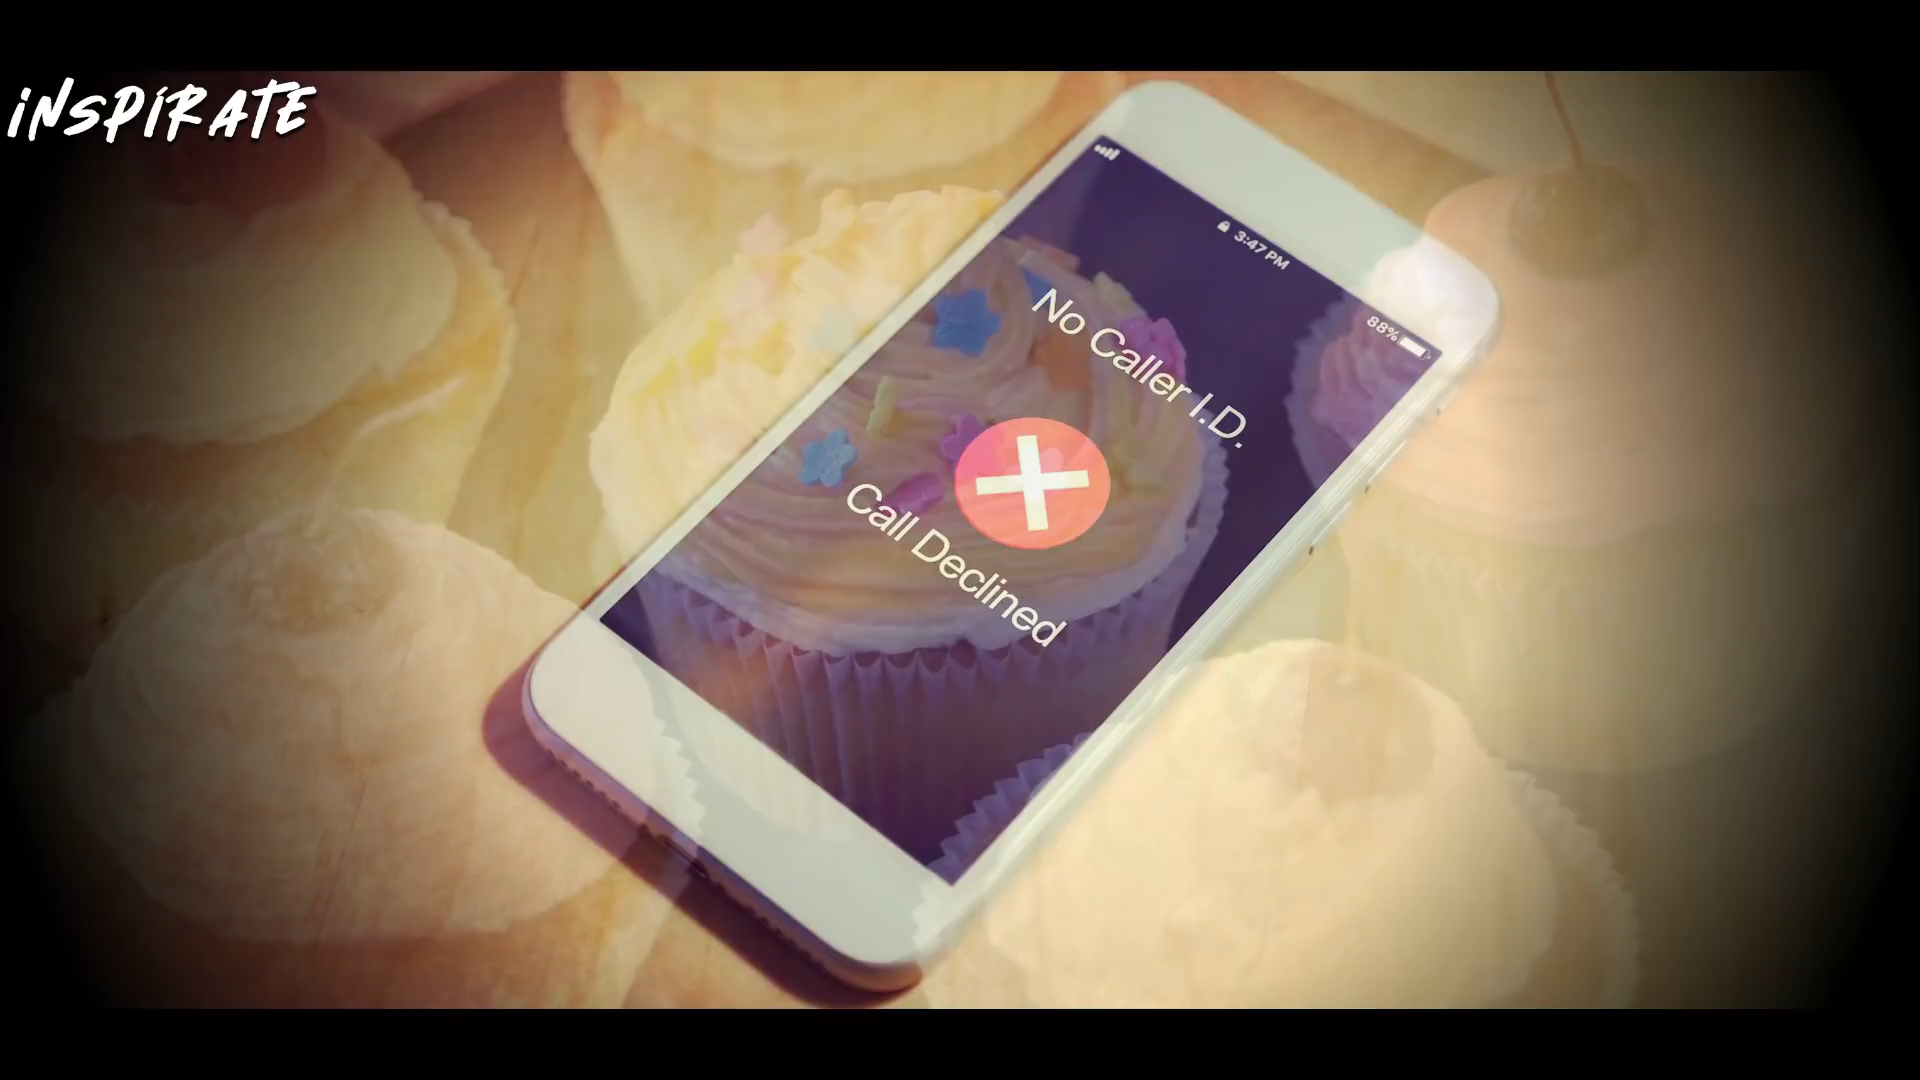 iNSPiRATE
3:47 PM
88%
No Caller I.D.
Call Declined